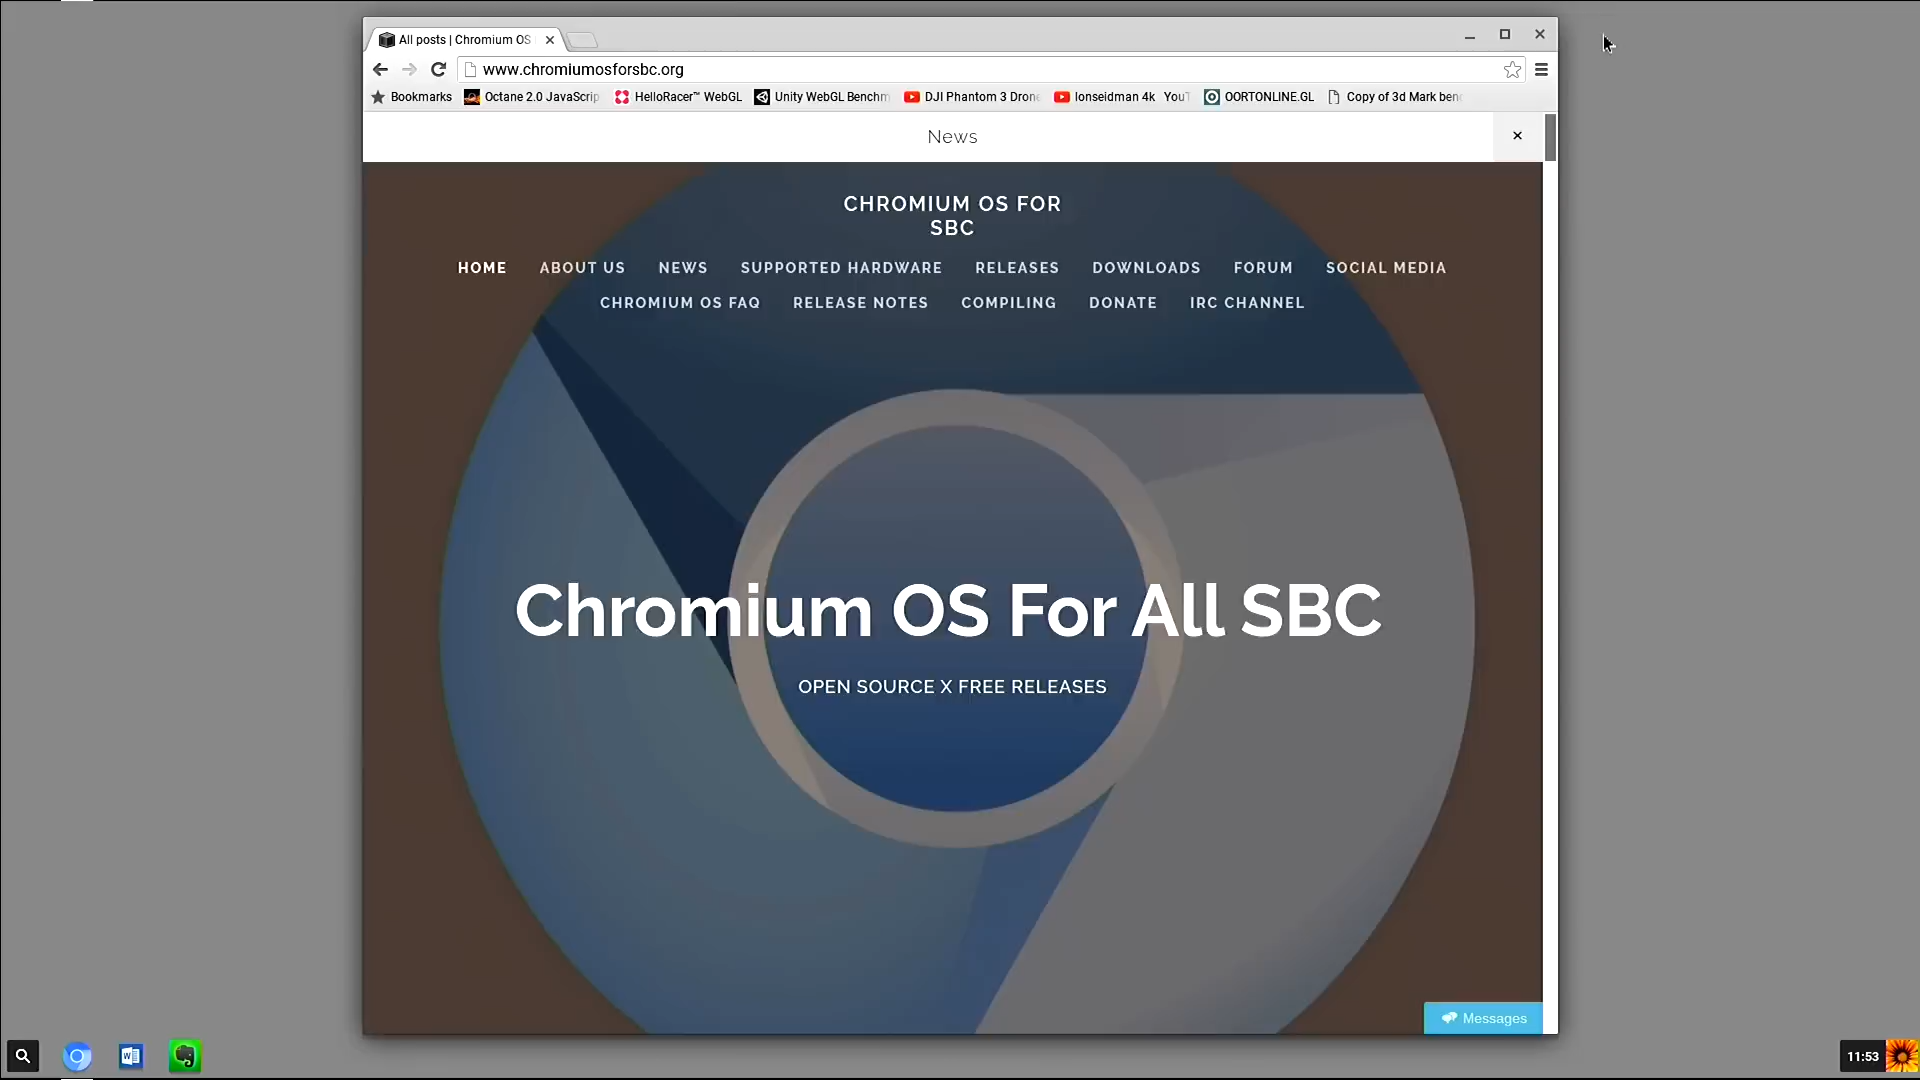 All posts | Chromium OS
www.chromiumosforsbc.org
Bookmarks Octane 2.0 JavaScrip HelloRacer™ WebGL Unity WebGL Benchm DJI Phantom 3 Drone lonseidman 4k YouT OORTONLINE.GL Copy of 3d Mark ben
News
CHROMIUM OS FOR
SBC
HOME ABOUT US NEWS SUPPORTED HARDWARE RELEASES DOWNLOADS FORUM SOCIAL MEDIA
CHROMIUM OS FAQ RELEASE NOTES COMPILING DONATE IRC CHANNEL
Chromium OS For All SBC
OPEN SOURCE X FREE RELEASES
Messages
11:53